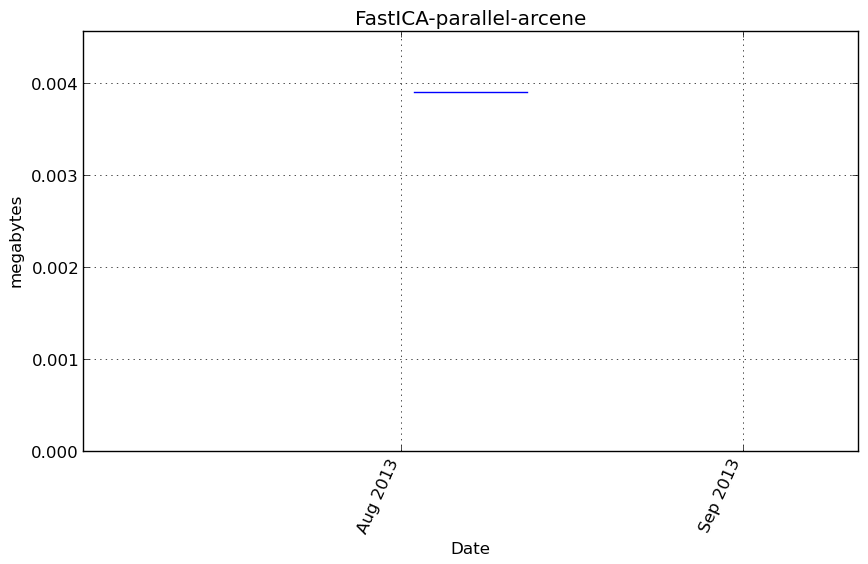 FastICA-parallel-arcene
0.004
0.003
0.002
0.001
0.000
megabytes
Aug 2013
Sep 2013
Date